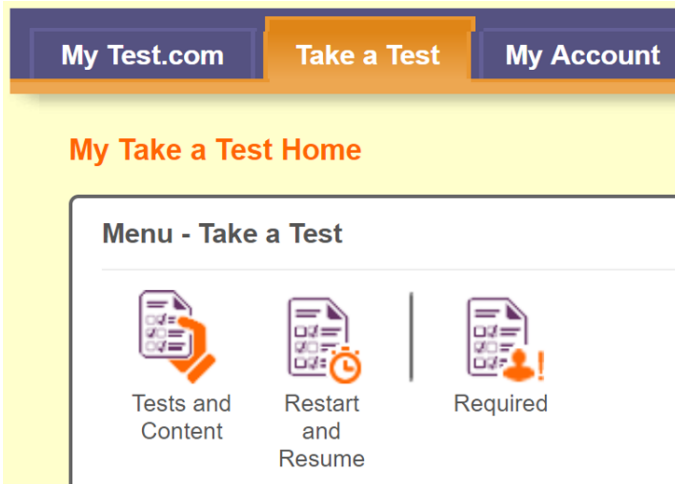 My Test.com
Take a Test
My Account
My Take a Test Home
Menu - Take a Test
Tests and
Content
Restart
and
Resume
Required